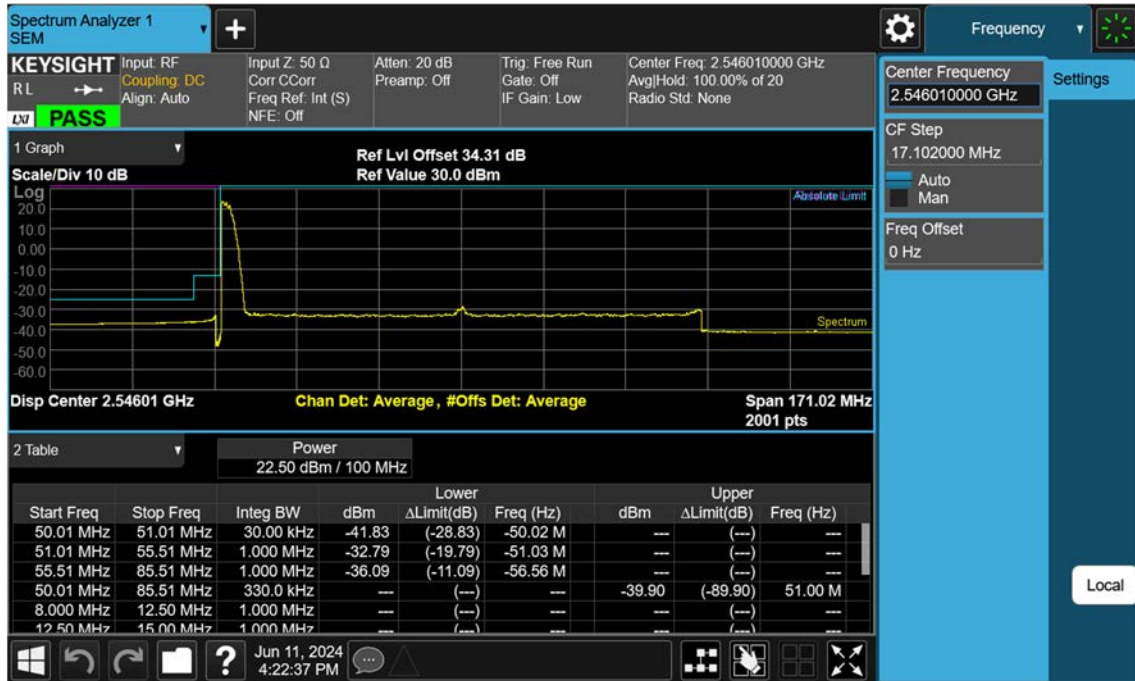 Spectrum Analyzer 1
SEM
Frequency
KEYSIGHT
RL
LXI PASS
Input: RF
Coupling: DC
Align: Auto
Input Z: 50 Ω
Corr CCorr
Freq Ref: Int (S)
NFE: Off
Atten: 20 dB
Preamp: Off
Trig: Free Run
Gate: Off
IF Gain: Low
Center Freq: 2.546010000 GHz
Avg|Hold: 100.00% of 20
Radio Std: None
Center Frequency
2.546010000 GHz
Settings
CF Step
17.102000 MHz
Auto
Man
Freq Offset
0 Hz
Local
1 Graph
Ref Lvl Offset 34.31 dB
Scale/Div 10 dB
Ref Value 30.0 dBm
Log
Absolute Limit
20.0
10.0
0.00
-10.0
-20.0
-30.0
-40.0
-50.0
-60.0
Spectrum
Disp Center 2.54601 GHz
Chan Det: Average, #Offs Det: Average
Span 171.02 MHz
2001 pts
2 Table
Power
22.50 dBm / 100 MHz
Lower Upper
Start Freq Stop Freq Integ BW dBm ΔLimit(dB) Freq (Hz) dBm ΔLimit(dB) Freq (Hz)
50.01 MHz 51.01 MHz 30.00 kHz -41.83 (-28.83) -50.02 M --- (---) ---
51.01 MHz 55.51 MHz 1.000 MHz -32.79 (-19.79) -51.03 M --- (---) ---
55.51 MHz 85.51 MHz 1.000 MHz -36.09 (-11.09) -56.56 M --- (---) ---
50.01 MHz 85.51 MHz 330.0 kHz --- (---) --- -39.90 (-89.90) 51.00 M
8.000 MHz 12.50 MHz 1.000 MHz --- (---) --- --- (---) ---
12.50 MHz 15.00 MHz 1.000 MHz --- (---) --- --- (---) ---
Jun 11, 2024
4:22:37 PM